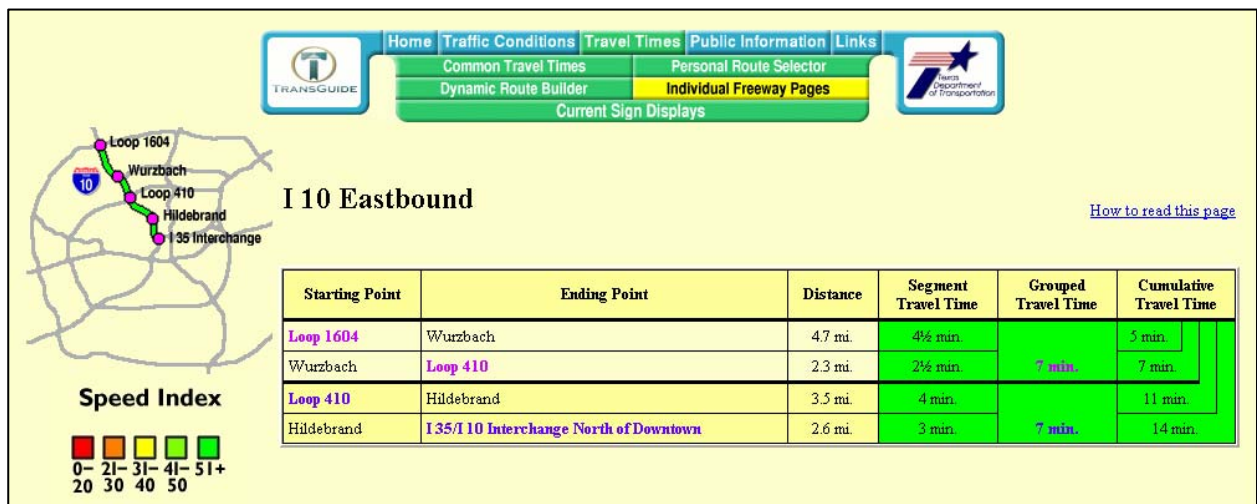 TRANSGUIDE
Home Traffic Conditions Travel Times Public Information Links
Common Travel Times Personal Route Selector
Dynamic Route Builder Individual Freeway Pages
Current Sign Displays
Texas
Department
of Transportation
Loop 1604
Wurzbach
10
Loop 410
Hildebrand
I 35 Interchange
I 10 Eastbound
How to read this page
Starting Point Ending Point Distance Segment Travel Time Grouped Travel Time Cumulative Travel Time
Loop 1604 Wurzbach 4.7 mi. 4½ min. 5 min.
Wurzbach Loop 410 2.3 mi. 2½ min. 7 min. 7 min.
Loop 410 Hildebrand 3.5 mi. 4 min. 11 min.
Hildebrand I 35/I 10 Interchange North of Downtown 2.6 mi. 3 min. 7 min. 14 min.
Speed Index
0– 21– 31– 41– 51+
20 30 40 50